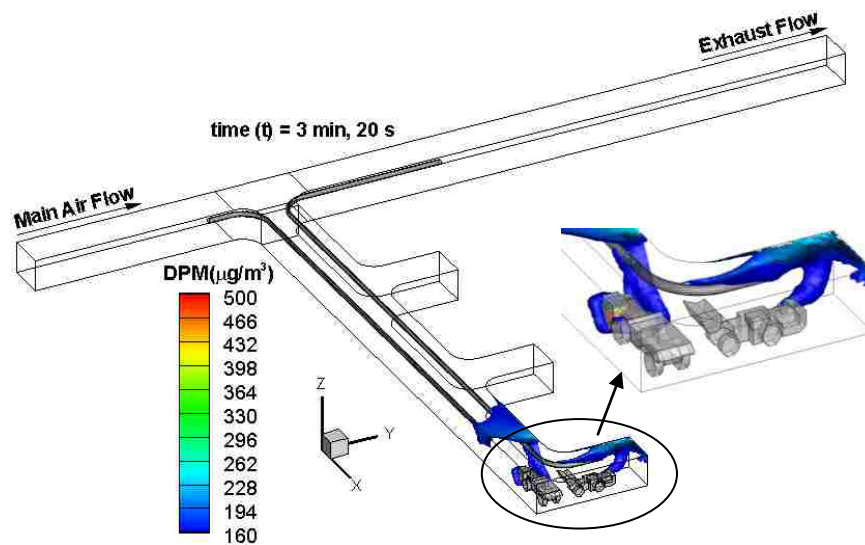 Exhaust Flow
time (t) = 3 min, 20 s
Main Air Flow
DPM(μg/m³)
500
466
432
398
364
330
296
262
228
194
160
Z
Y
X